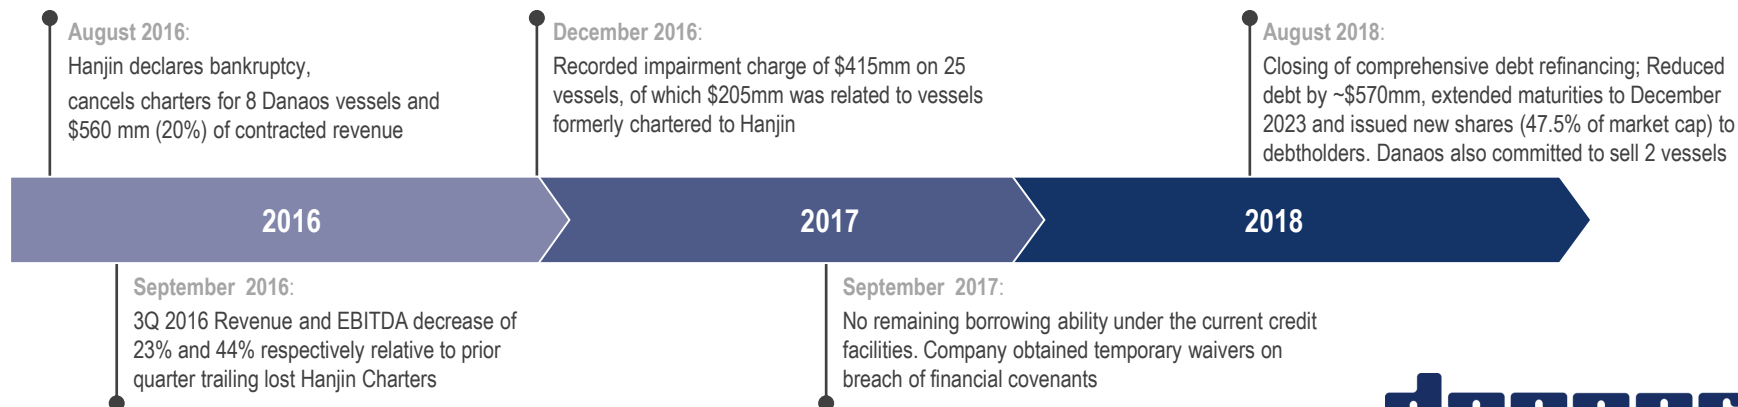 August 2016:
Hanjin declares bankruptcy,
cancels charters for 8 Danaos vessels and
$560 mm (20%) of contracted revenue
December 2016:
Recorded impairment charge of $415mm on 25
vessels, of which $205mm was related to vessels
formerly chartered to Hanjin
August 2018:
Closing of comprehensive debt refinancing; Reduced
debt by ~$570mm, extended maturities to December
2023 and issued new shares (47.5% of market cap) to
debtholders. Danaos also committed to sell 2 vessels
2016
2017
2018
September 2016:
3Q 2016 Revenue and EBITDA decrease of
23% and 44% respectively relative to prior
quarter trailing lost Hanjin Charters
September 2017:
No remaining borrowing ability under the current credit
facilities. Company obtained temporary waivers on
breach of financial covenants